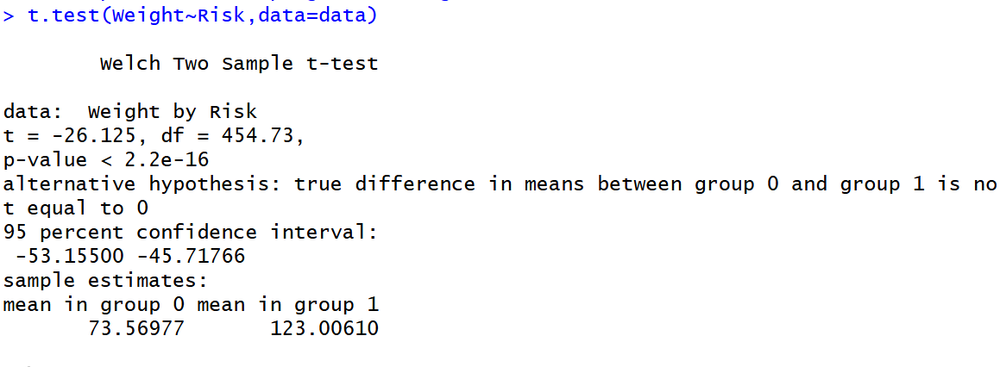 > t.test(Weight~Risk,data=data)
Welch Two Sample t-test
data:  Weight by Risk
t = -26.125, df = 454.73,
p-value < 2.2e-16
alternative hypothesis: true difference in means between group 0 and group 1 is no
t equal to 0
95 percent confidence interval:
 -53.15500 -45.71766
sample estimates:
mean in group 0 mean in group 1
       73.56977       123.00610